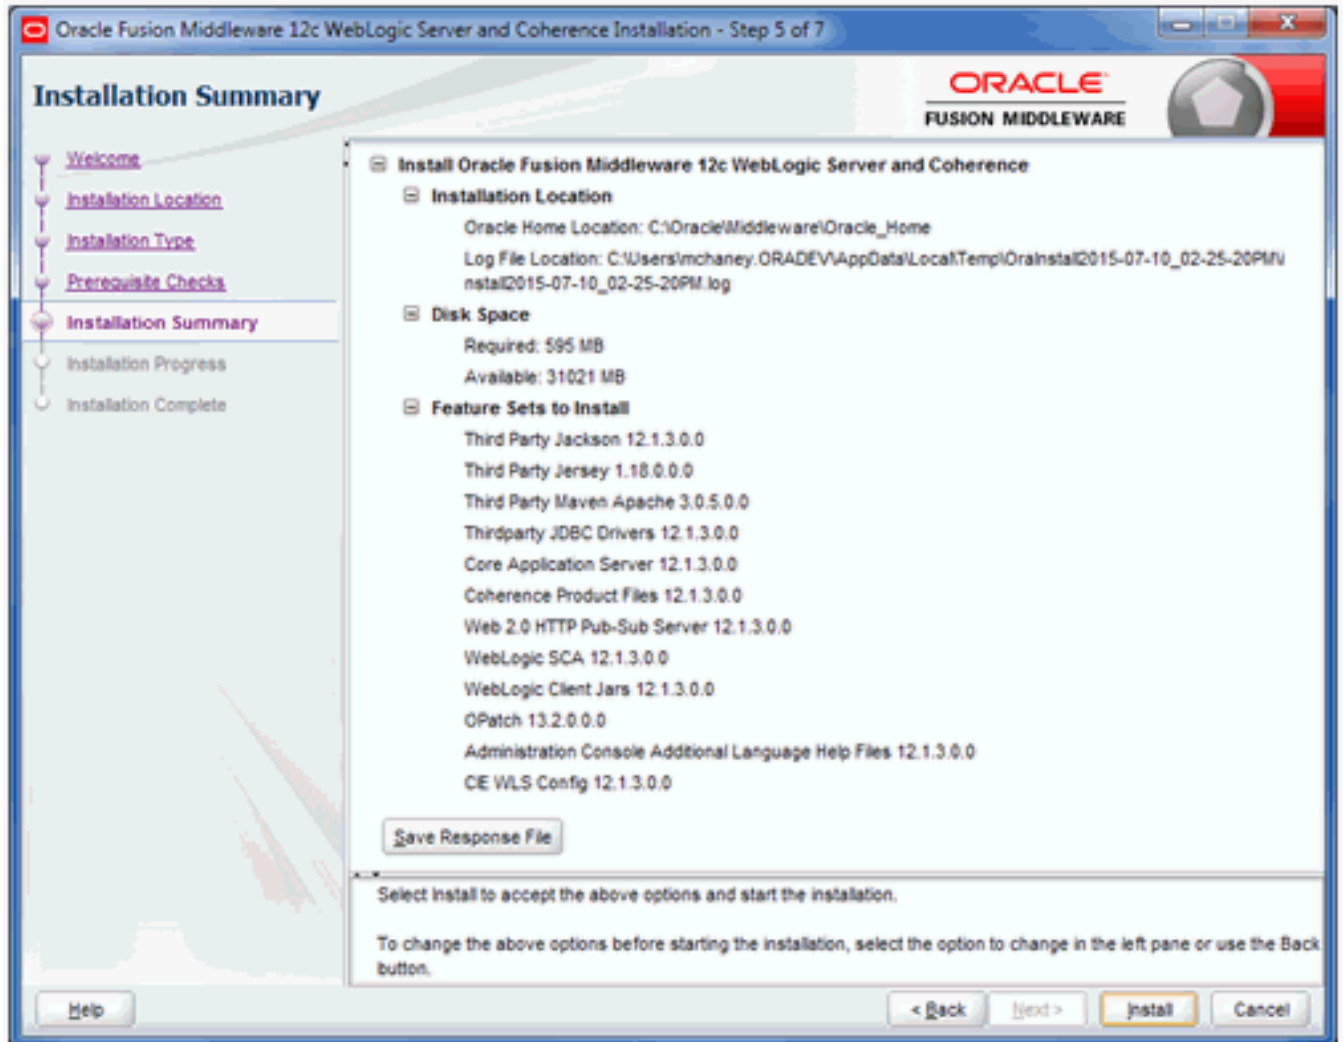 Oracle Fusion Middleware 12c WebLogic Server and Coherence Installation - Step 5 of 7
Installation Summary
ORACLE
FUSION MIDDLEWARE
Welcome
Installation Location
Installation Type
Prerequisite Checks
Installation Summary
Installation Progress
Installation Complete
Install Oracle Fusion Middleware 12c WebLogic Server and Coherence
Installation Location
Oracle Home Location: C:\Oracle\Middleware\Oracle_Home
Log File Location: C:\Users\mchaney.ORADEV\AppData\Local\Temp\OraInstall2015-07-10_02-25-20PM\i
nstall2015-07-10_02-25-20PM.log
Disk Space
Required: 595 MB
Available: 31021 MB
Feature Sets to Install
Third Party Jackson 12.1.3.0.0
Third Party Jersey 1.18.0.0.0
Third Party Maven Apache 3.0.5.0.0
Thirdparty JDBC Drivers 12.1.3.0.0
Core Application Server 12.1.3.0.0
Coherence Product Files 12.1.3.0.0
Web 2.0 HTTP Pub-Sub Server 12.1.3.0.0
WebLogic SCA 12.1.3.0.0
WebLogic Client Jars 12.1.3.0.0
OPatch 13.2.0.0.0
Administration Console Additional Language Help Files 12.1.3.0.0
CIE WLS Config 12.1.3.0.0
Save Response File
Select Install to accept the above options and start the installation.
To change the above options before starting the installation, select the option to change in the left pane or use the Back
button.
Help
< Back
Next >
Install
Cancel